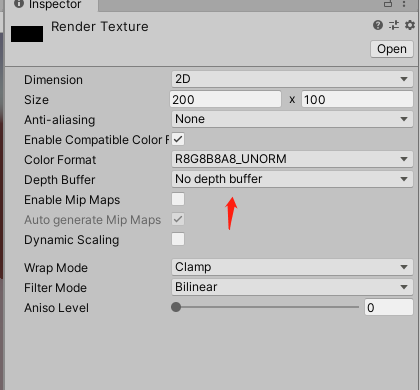 Inspector
Render Texture
Open
Dimension 2D
Size 200 x 100
Anti-aliasing None
Enable Compatible Color F
Color Format R8G8B8A8_UNORM
Depth Buffer No depth buffer
Enable Mip Maps
Auto generate Mip Maps
Dynamic Scaling
Wrap Mode Clamp
Filter Mode Bilinear
Aniso Level 0